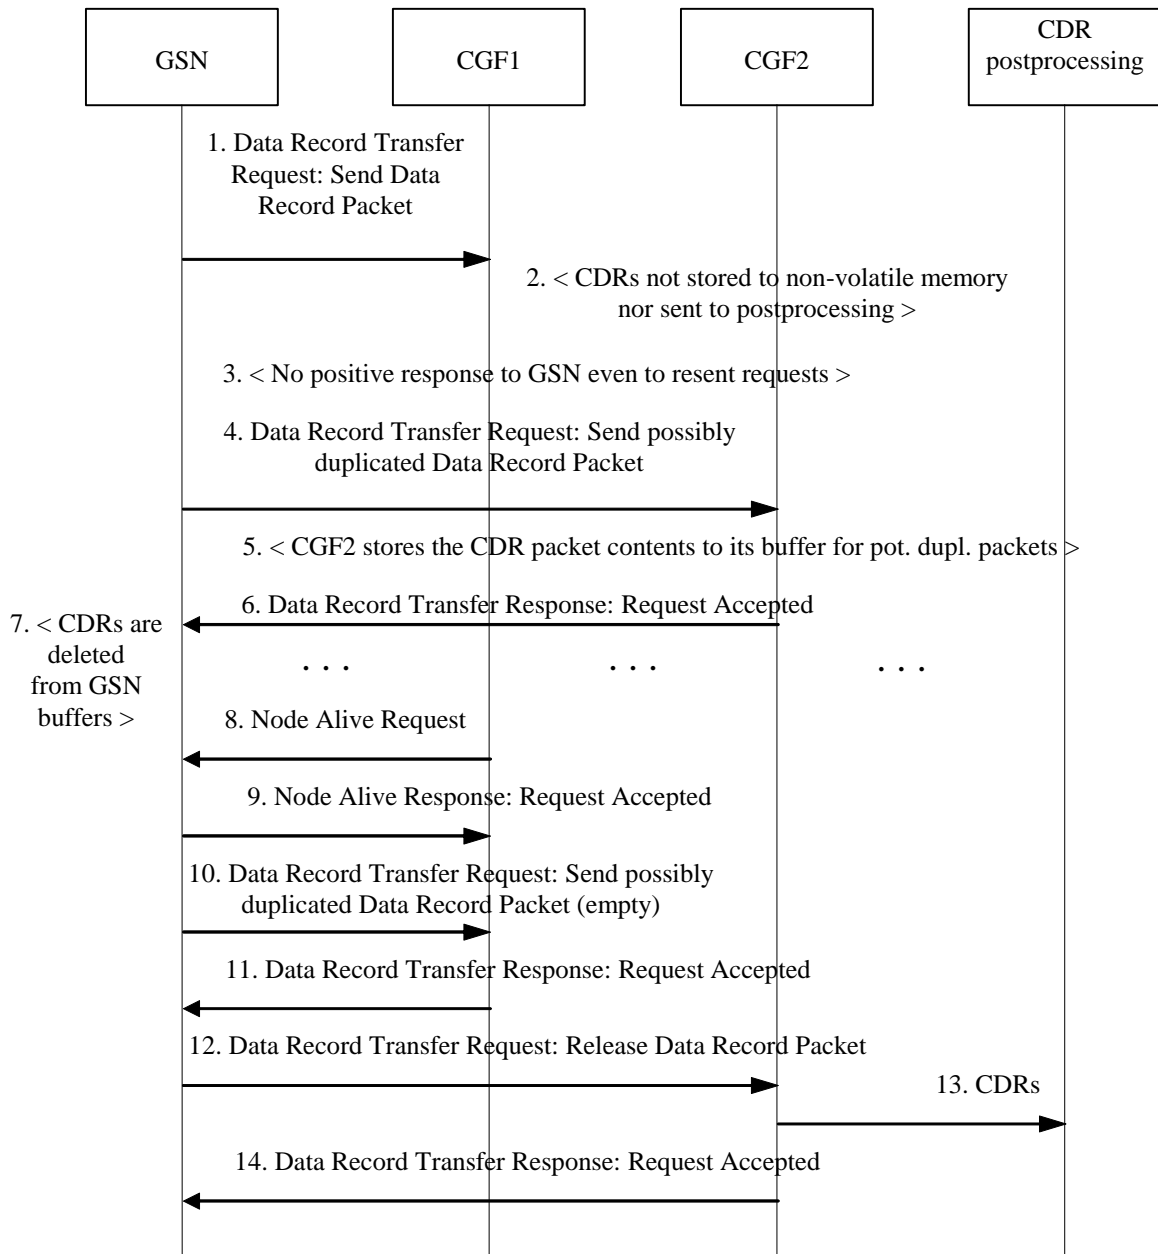 GSN
CGF1
CGF2
CDR
postprocessing
1. Data Record Transfer
Request: Send Data
Record Packet
2. < CDRs not stored to non-volatile memory
nor sent to postprocessing >
3. < No positive response to GSN even to resent requests >
4. Data Record Transfer Request: Send possibly
duplicated Data Record Packet
5. < CGF2 stores the CDR packet contents to its buffer for pot. dupl. packets >
6. Data Record Transfer Response: Request Accepted
7. < CDRs are
deleted
from GSN
buffers >
. . .
. . .
. . .
8. Node Alive Request
9. Node Alive Response: Request Accepted
10. Data Record Transfer Request: Send possibly
duplicated Data Record Packet (empty)
11. Data Record Transfer Response: Request Accepted
12. Data Record Transfer Request: Release Data Record Packet
13. CDRs
14. Data Record Transfer Response: Request Accepted